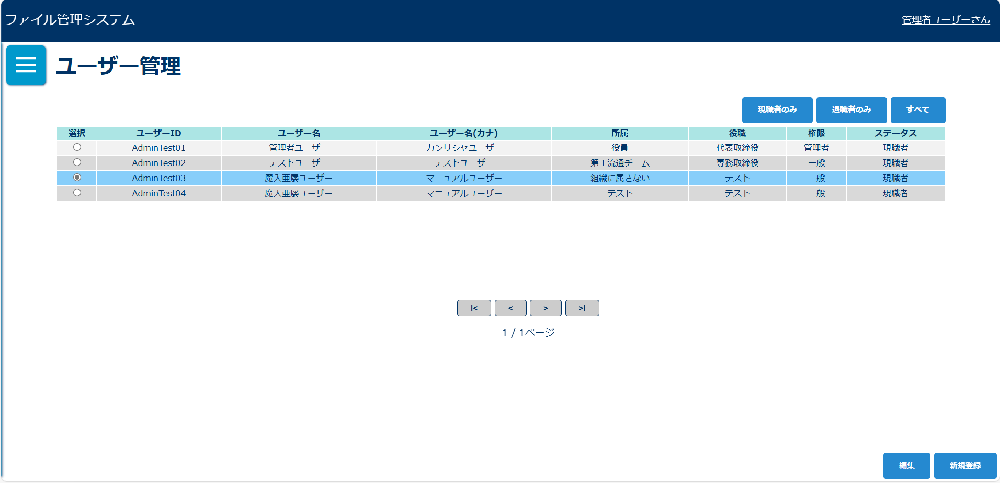 ファイル管理システム 管理者ユーザーさん
ユーザー管理
現職者のみ 退職者のみ すべて
選択 ユーザーID ユーザー名 ユーザー名(カナ) 所属 役職 権限 ステータス
AdminTest01 管理者ユーザー カンリシャユーザー 役員 代表取締役 管理者 現職者
AdminTest02 テストユーザー テストユーザー 第１流通チーム 専務取締役 一般 現職者
AdminTest03 魔入亜屡ユーザー マニュアルユーザー 組織に属さない テスト 一般 現職者
AdminTest04 魔入亜屡ユーザー マニュアルユーザー テスト テスト 一般 現職者
I< < > >I
1 / 1ページ
編集 新規登録